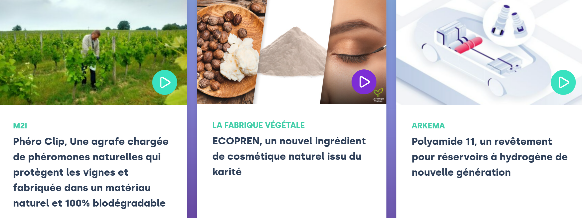 M2I
Phéro Clip, Une agrafe chargée
de phéromones naturelles qui
protègent les vignes et
fabriquée dans un matériau
naturel et 100% biodégradable
LA FABRIQUE VÉGÉTALE
ECOPREN, un nouvel ingrédient
de cosmétique naturel issu du
karité
ARKEMA
Polyamide 11, un revêtement
pour réservoirs à hydrogène de
nouvelle génération